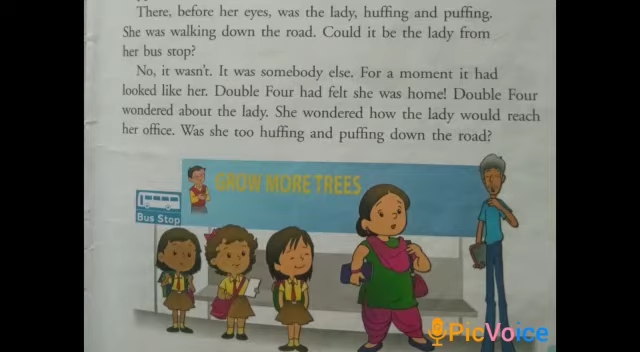 There, before her eyes, was the lady, huffing and puffing.
She was walking down the road. Could it be the lady from
her bus stop?
No, it wasn't. It was somebody else. For a moment it had
looked like her. Double Four had felt she was home! Double Four
wondered about the lady. She wondered how the lady would reach
her office. Was she too huffing and puffing down the road?
GROW MORE TREES
Bus Stop
PicVoice